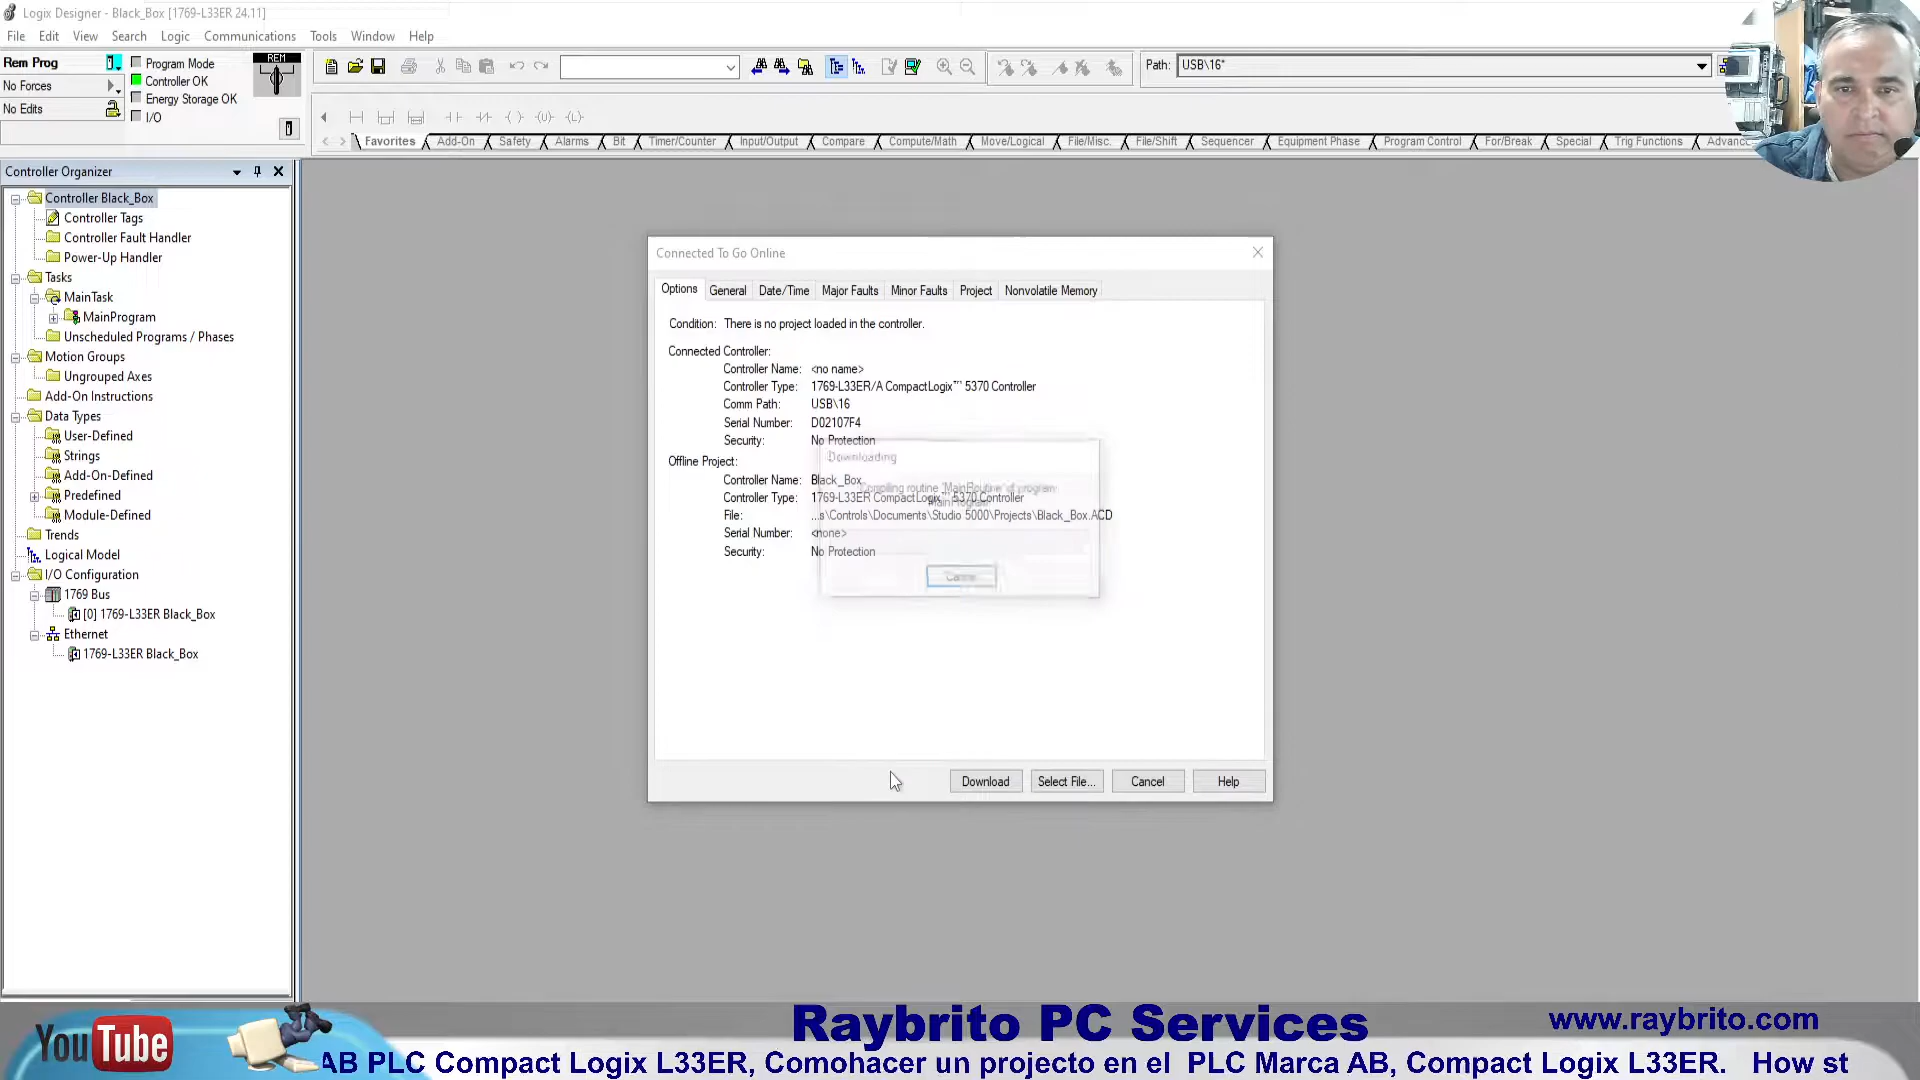 Logix Designer - Black_Box [1769-L33ER 24.11]
File Edit View Search Logic Communications Tools Window Help
Rem Prog
No Forces
No Edits
Program Mode
Controller OK
Energy Storage OK
I/O
REM
Path: USB\16*
Favorites Add-On Safety Alarms Bit Timer/Counter Input/Output Compare Compute/Math Move/Logical File/Misc. File/Shift Sequencer Equipment Phase Program Control For/Break Special Trig Functions Advanc
Controller Organizer
Controller Black_Box
Controller Tags
Controller Fault Handler
Power-Up Handler
Tasks
MainTask
MainProgram
Unscheduled Programs / Phases
Motion Groups
Ungrouped Axes
Add-On Instructions
Data Types
User-Defined
Strings
Add-On-Defined
Predefined
Module-Defined
Trends
Logical Model
I/O Configuration
1769 Bus
[0] 1769-L33ER Black_Box
Ethernet
1769-L33ER Black_Box
Connected To Go Online
Options General Date/Time Major Faults Minor Faults Project Nonvolatile Memory
Condition: There is no project loaded in the controller.
Connected Controller:
Controller Name: <no name>
Controller Type: 1769-L33ER/A CompactLogix™ 5370 Controller
Comm Path: USB\16
Serial Number: D02107F4
Security: No Protection
Offline Project:
Controller Name: Black_Box
Controller Type: 1769-L33ER CompactLogix™ 5370 Controller
File: ...s\Controls\Documents\Studio 5000\Projects\Black_Box.ACD
Serial Number: <none>
Security: No Protection
Downloading
Compiling routine 'MainRoutine' of program
'MainProgram'
Cancel
Download Select File... Cancel Help
YouTube
Raybrito PC Services
www.raybrito.com
AB PLC Compact Logix L33ER, Comohacer un projecto en el PLC Marca AB, Compact Logix L33ER. How st